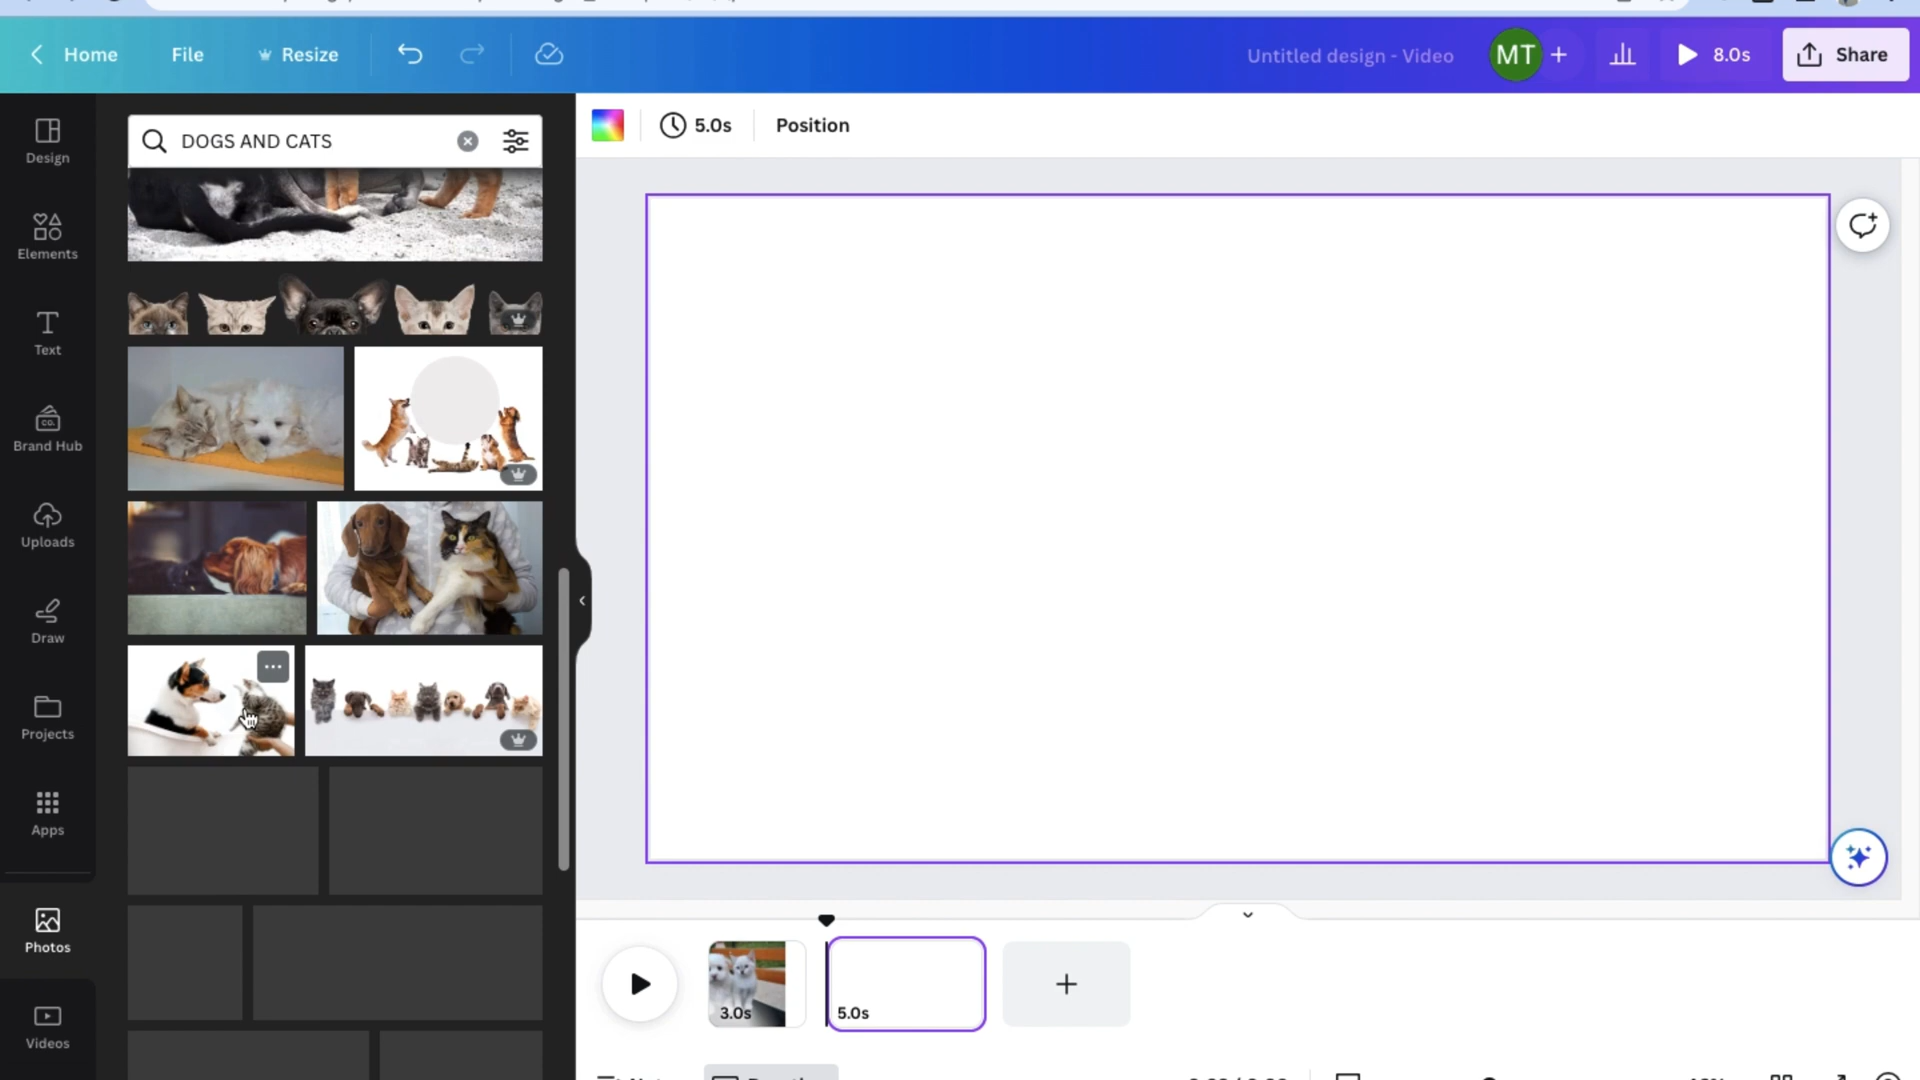 Home
File
Resize
Untitled design - Video
MT
+
8.0s
Share
Design
Elements
Text
CO.
Brand Hub
Uploads
Draw
Projects
Apps
Photos
Videos
DOGS AND CATS
5.0s
Position
3.0s
5.0s